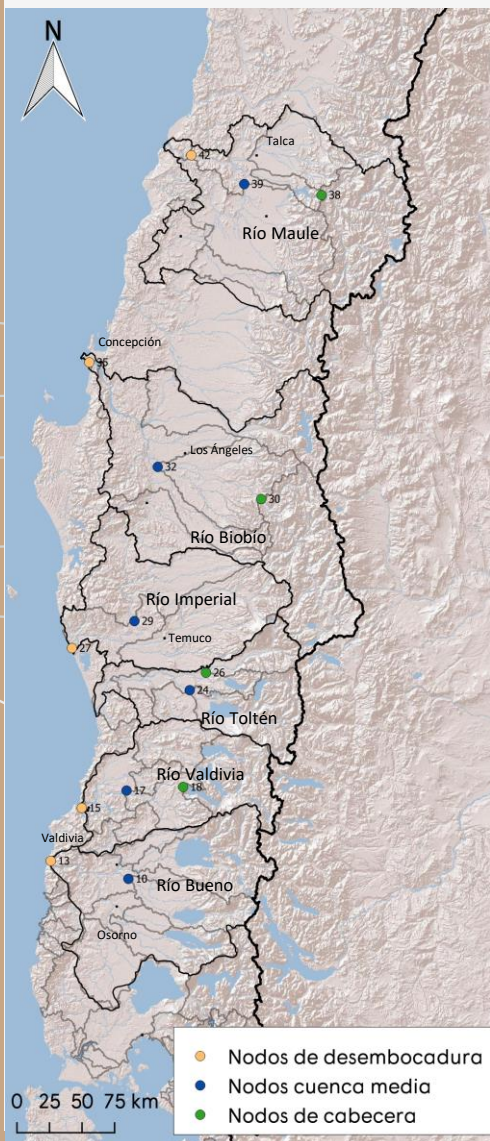 N
Talca
42
39
38
Río Maule
Concepción
35
Los Ángeles
32
30
Río Biobío
Río Imperial
29
Temuco
27
26
24
Río Toltén
Río Valdivia
17
18
15
Valdivia
13
10
Río Bueno
Osorno
Nodos de desembocadura
Nodos cuenca media
Nodos de cabecera
0 25 50 75 km